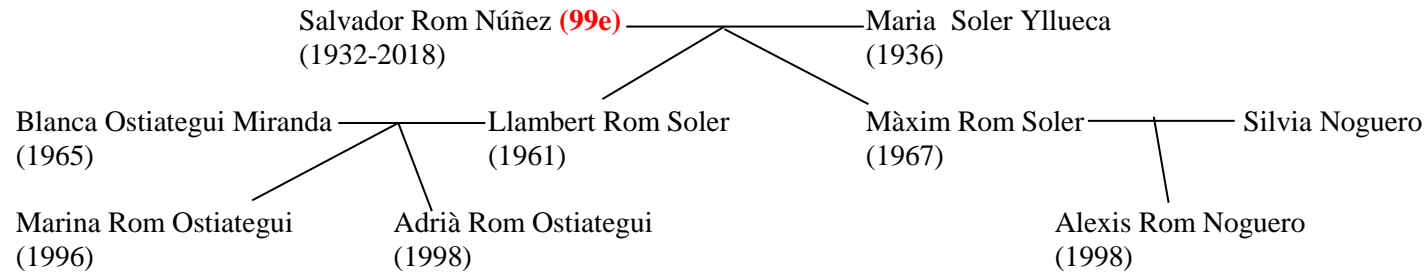 Salvador Rom Núñez (99e) Maria Soler Yllueca
(1932-2018) (1936)
Blanca Ostiategui Miranda Llambert Rom Soler Màxim Rom Soler Silvia Noguero
(1965) (1961) (1967)
Marina Rom Ostiategui Adrià Rom Ostiategui Alexis Rom Noguero
(1996) (1998) (1998)